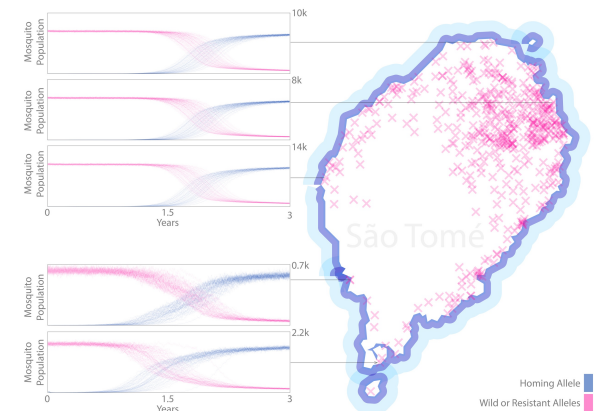 10k
Mosquito
Population
3
8k
Mosquito
Population
14k
Mosquito
Population
0
1.5
3
Years
São Tomé
0.7k
Mosquito
Population
2.2k
Mosquito
Population
0
1.5
3
Years
Homing Allele
Wild or Resistant Alleles